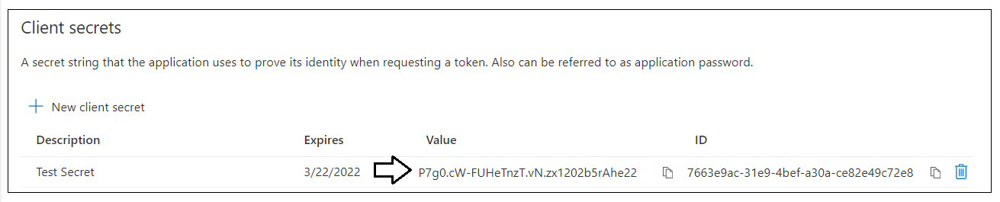 Client secrets
A secret string that the application uses to prove its identity when requesting a token. Also can be referred to as application password.
New client secret
Description Expires Value ID
Test Secret 3/22/2022 P7g0.cW-FUHeTnzT.vN.zx1202b5rAhe22 7663e9ac-31e9-4bef-a30a-ce82e49c72e8